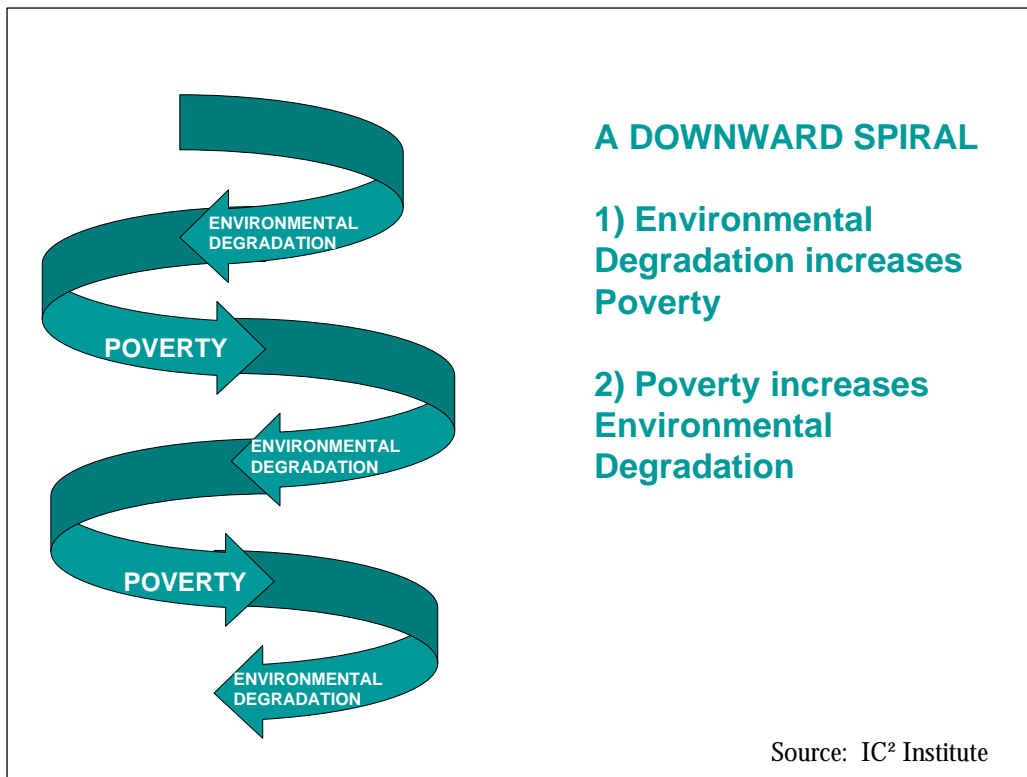 ENVIRONMENTAL
DEGRADATION
POVERTY
ENVIRONMENTAL
DEGRADATION
POVERTY
ENVIRONMENTAL
DEGRADATION
A DOWNWARD SPIRAL
1) Environmental
Degradation increases
Poverty
2) Poverty increases
Environmental
Degradation
Source: IC² Institute